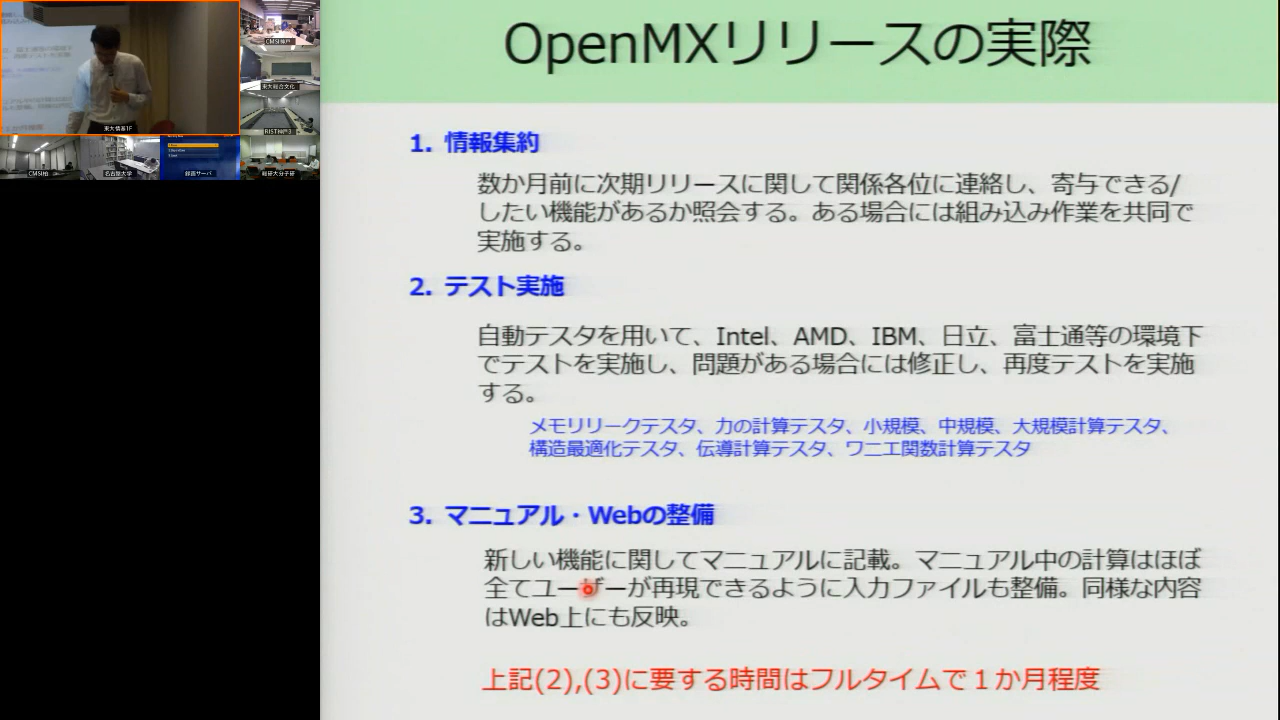 OpenMXリリースの実際
1. 情報集約
数か月前に次期リリースに関して関係各位に連絡し、寄与できる/
したい機能があるか照会する。ある場合には組み込み作業を共同で
実施する。
2. テスト実施
自動テスタを用いて、Intel、AMD、IBM、日立、富士通等の環境下
でテストを実施し、問題がある場合には修正し、再度テストを実施
する。
メモリリークテスタ、力の計算テスタ、小規模、中規模、大規模計算テスタ、
構造最適化テスタ、伝導計算テスタ、ワニエ関数計算テスタ
3. マニュアル・Webの整備
新しい機能に関してマニュアルに記載。マニュアル中の計算はほぼ
全てユーザーが再現できるように入力ファイルも整備。同様な内容
はWeb上にも反映。
上記(2),(3)に要する時間はフルタイムで１か月程度
CMSI神戸
東大総合文化
RIST神戸3
東大情基1F
CMSI柏
名古屋大学
録画サーバ
総研大分子研